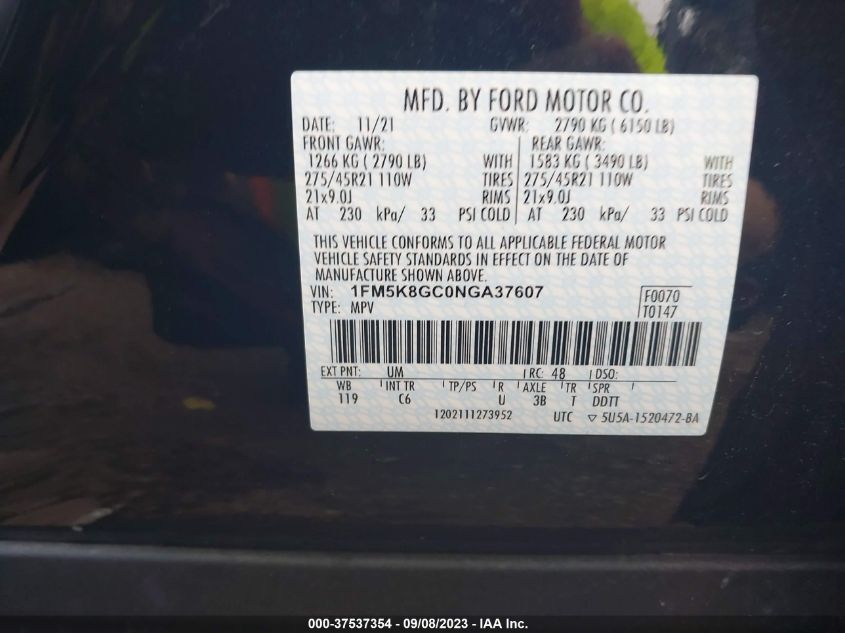 MFD. BY FORD MOTOR CO.
DATE: 11/21 GVWR: 2790 KG ( 6150 LB)
FRONT GAWR: REAR GAWR:
1266 KG ( 2790 LB) WITH 1583 KG ( 3490 LB) WITH
275/45R21 110W TIRES 275/45R21 110W TIRES
21x9.0J RIMS 21x9.0J RIMS
AT 230 kPa/ 33 PSI COLD AT 230 kPa/ 33 PSI COLD
THIS VEHICLE CONFORMS TO ALL APPLICABLE FEDERAL MOTOR
VEHICLE SAFETY STANDARDS IN EFFECT ON THE DATE OF
MANUFACTURE SHOWN ABOVE.
VIN: 1FM5K8GC0NGA37607 F0070
TYPE: MPV T0147
EXT PNT: UM RC: 48 DSO:
WB INT TR TP/PS R AXLE TR SPR
119 C6 U 3B T DDTT
1202111273952 UTC ▽ 5U5A-1520472-BA
000-37537354 - 09/08/2023 - IAA Inc.